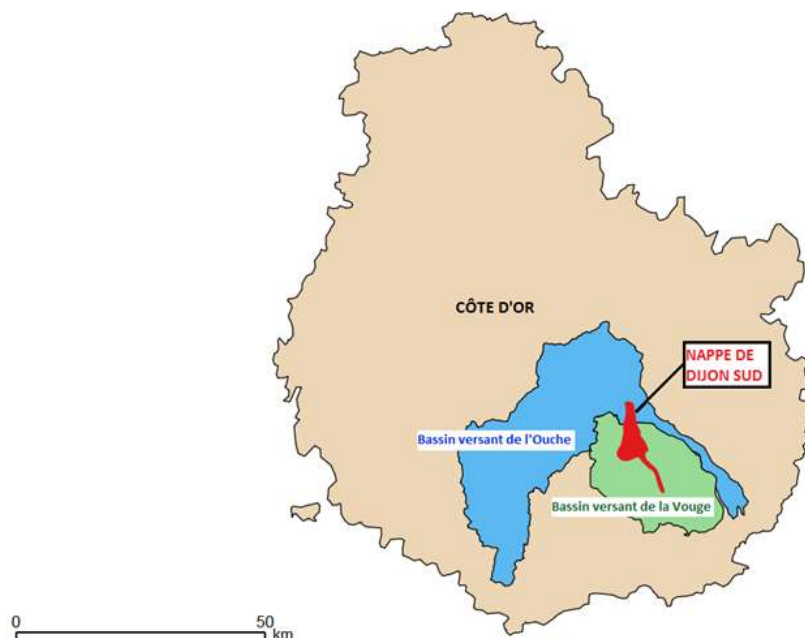 CÔTE D'OR
NAPPE DE
DIJON SUD
Bassin versant de l'Ouche
Bassin versant de la Vouge
0 50
km